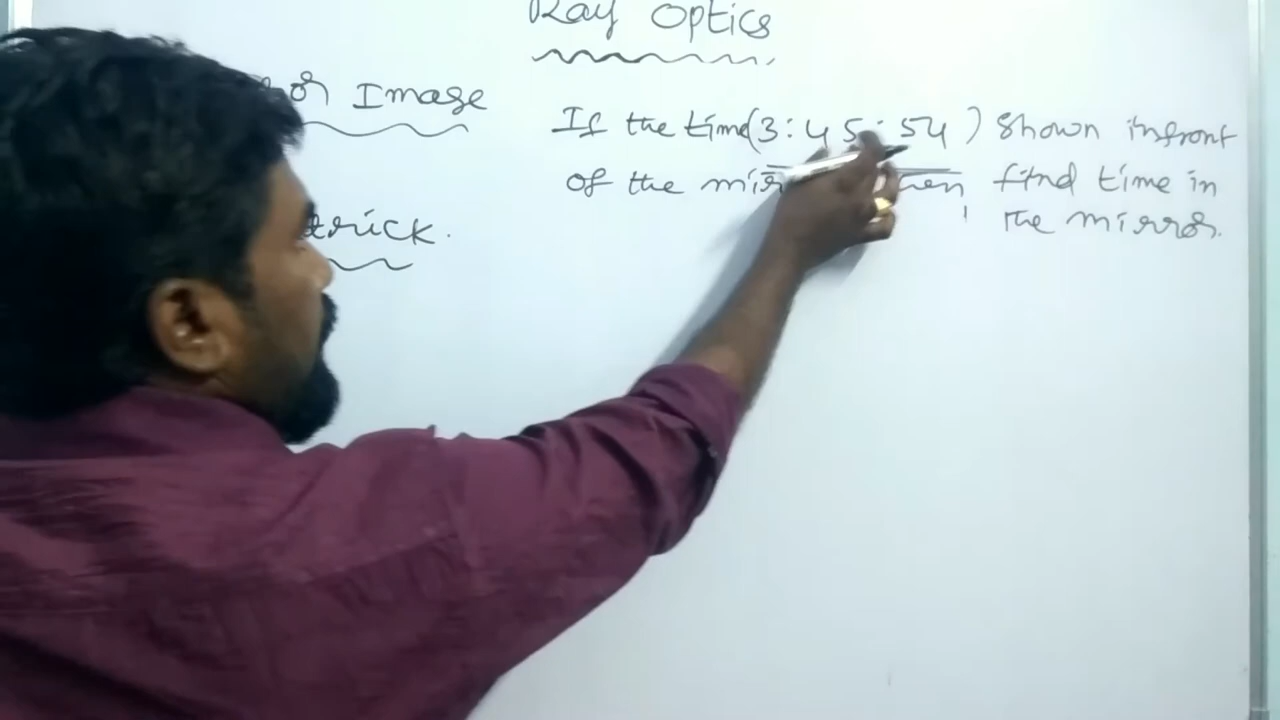 Ray Optics
Image
If the time(3:45:54) shown infront
of the find time in
trick.
the mirror.